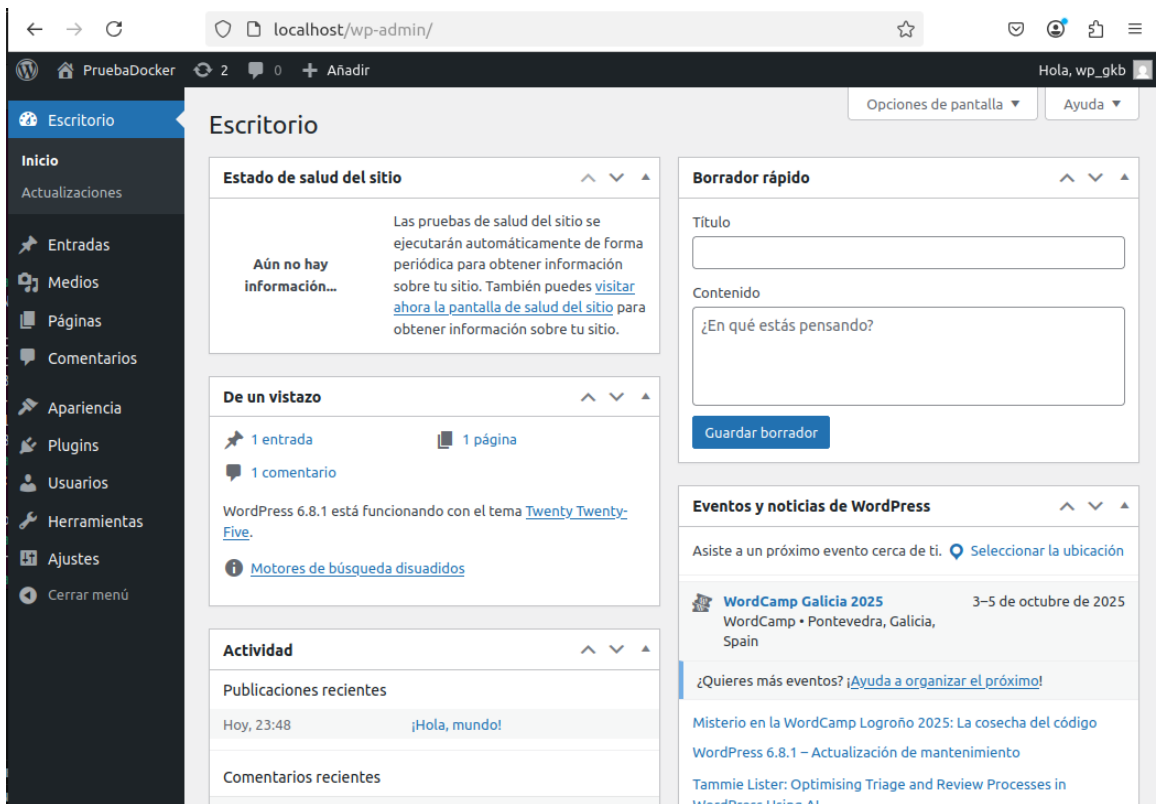 localhost/wp-admin/
PruebaDocker 2 0 + Añadir
Hola, wp_gkb
Opciones de pantalla ▼
Ayuda ▼
Escritorio
Inicio
Actualizaciones
Entradas
Medios
Páginas
Comentarios
Apariencia
Plugins
Usuarios
Herramientas
Ajustes
Cerrar menú
Escritorio
Estado de salud del sitio
Aún no hay
información...
Las pruebas de salud del sitio se
ejecutarán automáticamente de forma
periódica para obtener información
sobre tu sitio. También puedes visitar
ahora la pantalla de salud del sitio para
obtener información sobre tu sitio.
De un vistazo
1 entrada
1 página
1 comentario
WordPress 6.8.1 está funcionando con el tema Twenty Twenty-
Five.
Motores de búsqueda disuadidos
Actividad
Publicaciones recientes
Hoy, 23:48 ¡Hola, mundo!
Comentarios recientes
Borrador rápido
Título
Contenido
¿En qué estás pensando?
Guardar borrador
Eventos y noticias de WordPress
Asiste a un próximo evento cerca de ti. Seleccionar la ubicación
WordCamp Galicia 2025 3–5 de octubre de 2025
WordCamp • Pontevedra, Galicia,
Spain
¿Quieres más eventos? ¡Ayuda a organizar el próximo!
Misterio en la WordCamp Logroño 2025: La cosecha del código
WordPress 6.8.1 – Actualización de mantenimiento
Tammie Lister: Optimising Triage and Review Processes in
WordPress Using AI